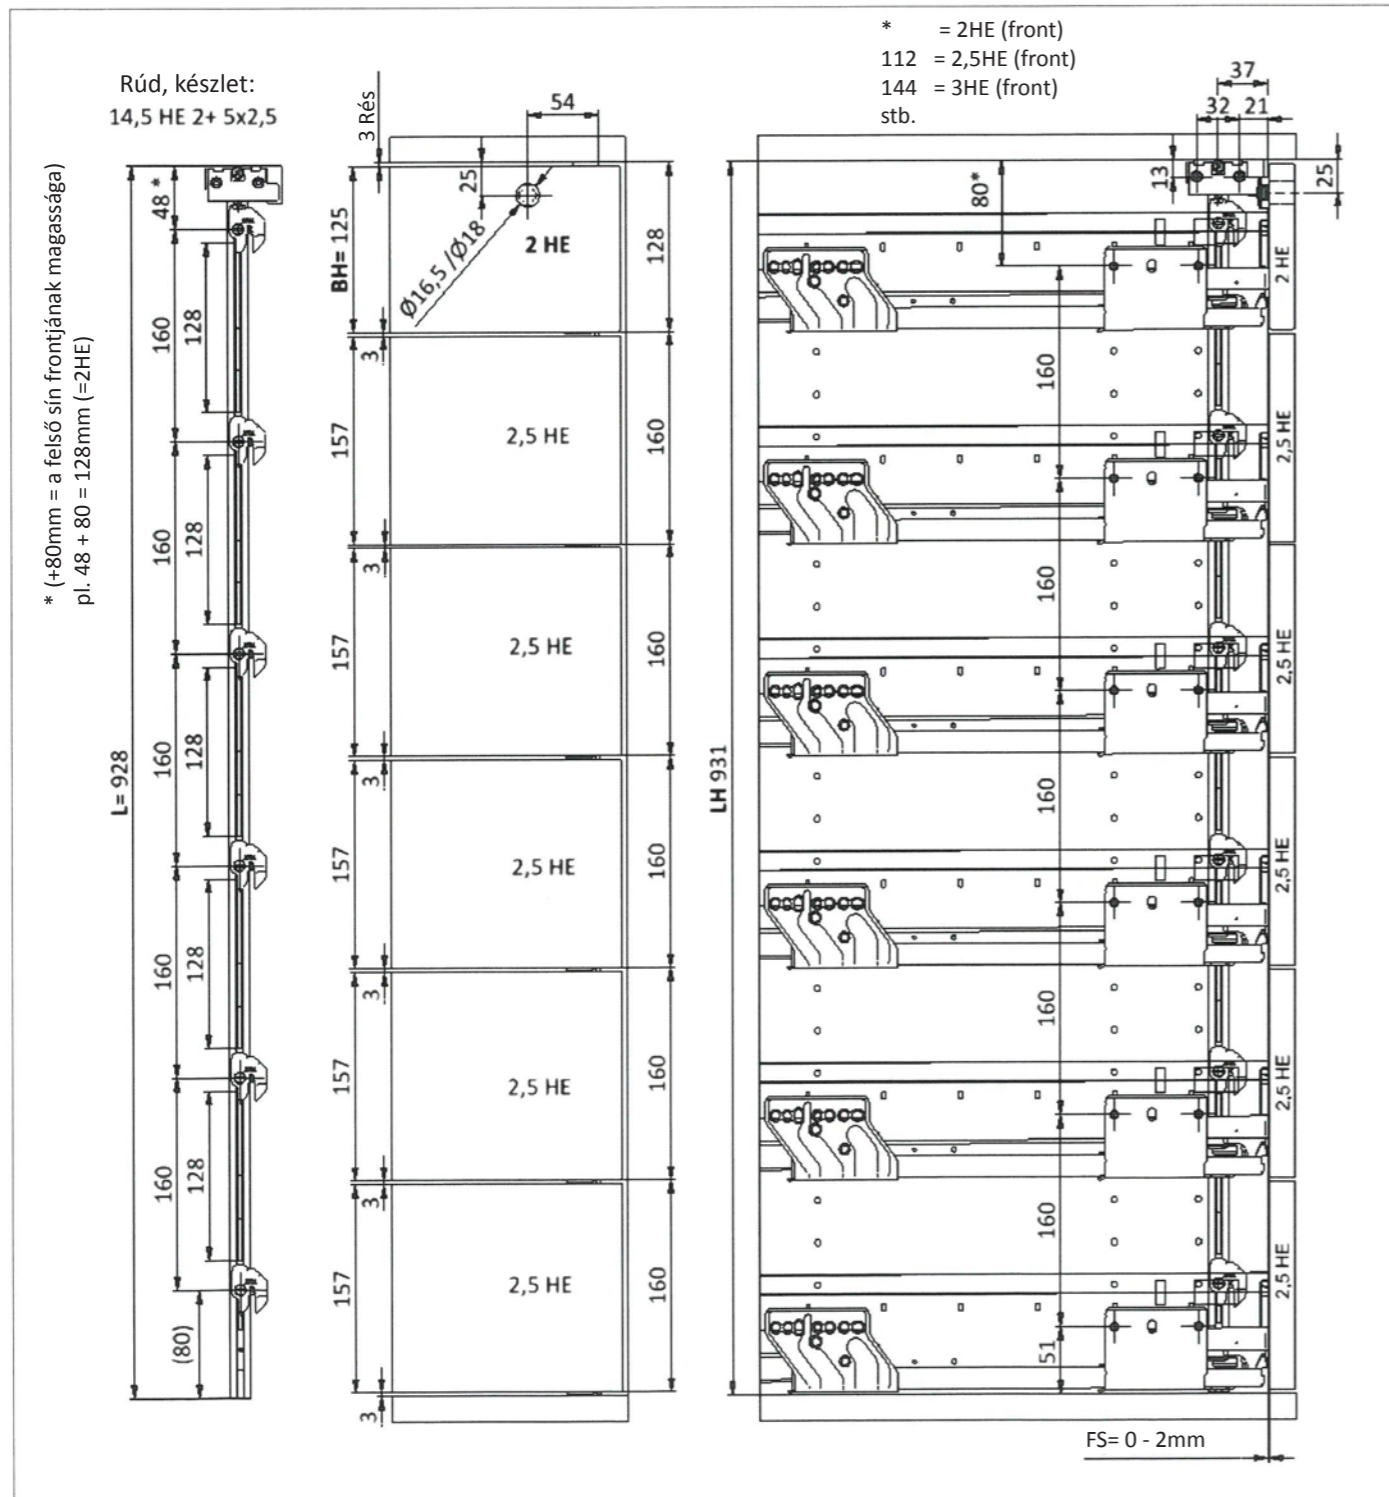 Rúd, készlet:
14,5 HE 2+ 5x2,5
* (+80mm = a felső sín frontjának magassága)
pl. 48 + 80 = 128mm (=2HE)
L= 928
48 *
160
128
160
128
160
128
160
128
160
128
(80)
3 Rés
54
25
BH= 125
Ø16,5 /Ø18
2 HE
128
3
157
2,5 HE
160
3
157
2,5 HE
160
3
157
2,5 HE
160
3
157
2,5 HE
160
3
157
2,5 HE
160
3
* = 2HE (front)
112 = 2,5HE (front)
144 = 3HE (front)
stb.
37
32
21
13
25
80*
LH 931
2 HE
160
2,5 HE
160
2,5 HE
160
2,5 HE
160
2,5 HE
160
2,5 HE
51
FS= 0 - 2mm